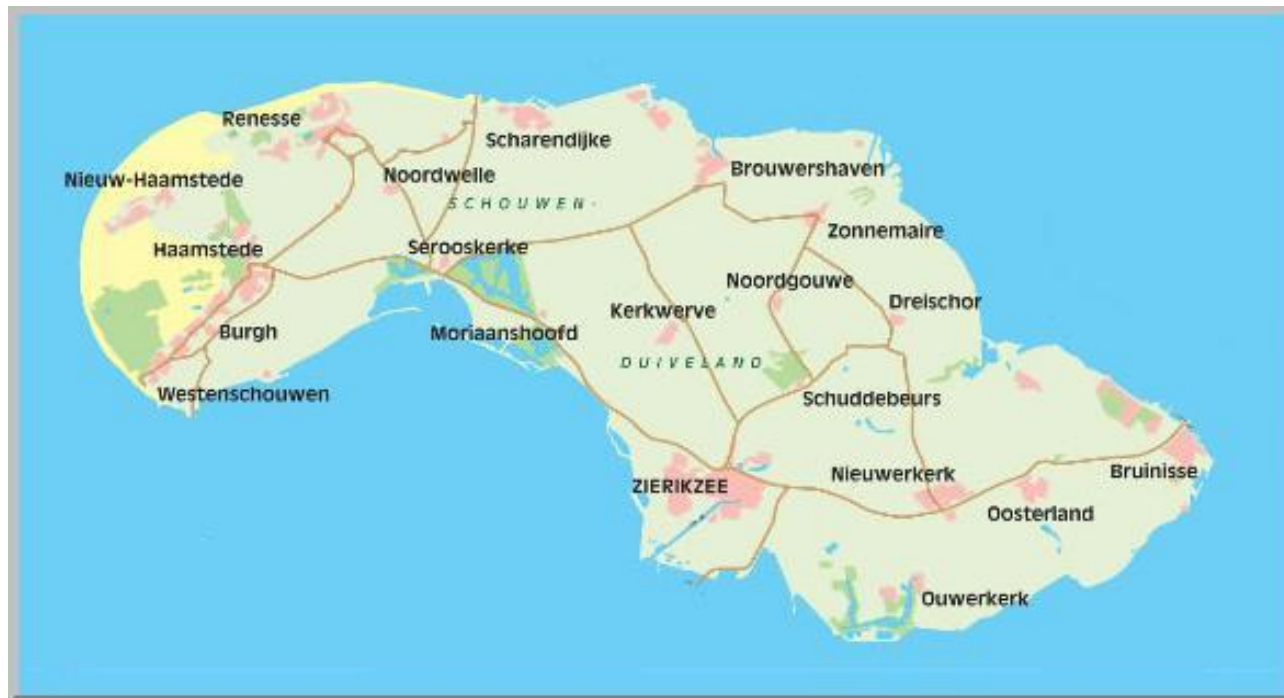 Renesse
Scharendijke
Nieuw-Haamstede
Noordwelle
Brouwershaven
SCHOUWEN-
Zonnemaire
Haamstede
Serooskerke
Noordgouwe
Dreischor
Kerkwerve
Burgh
Moriaanshoofd
DUIVELAND
Westenschouwen
Schuddebeurs
Nieuwerkerk
Bruinisse
ZIERIKZEE
Oosterland
Ouwerkerk